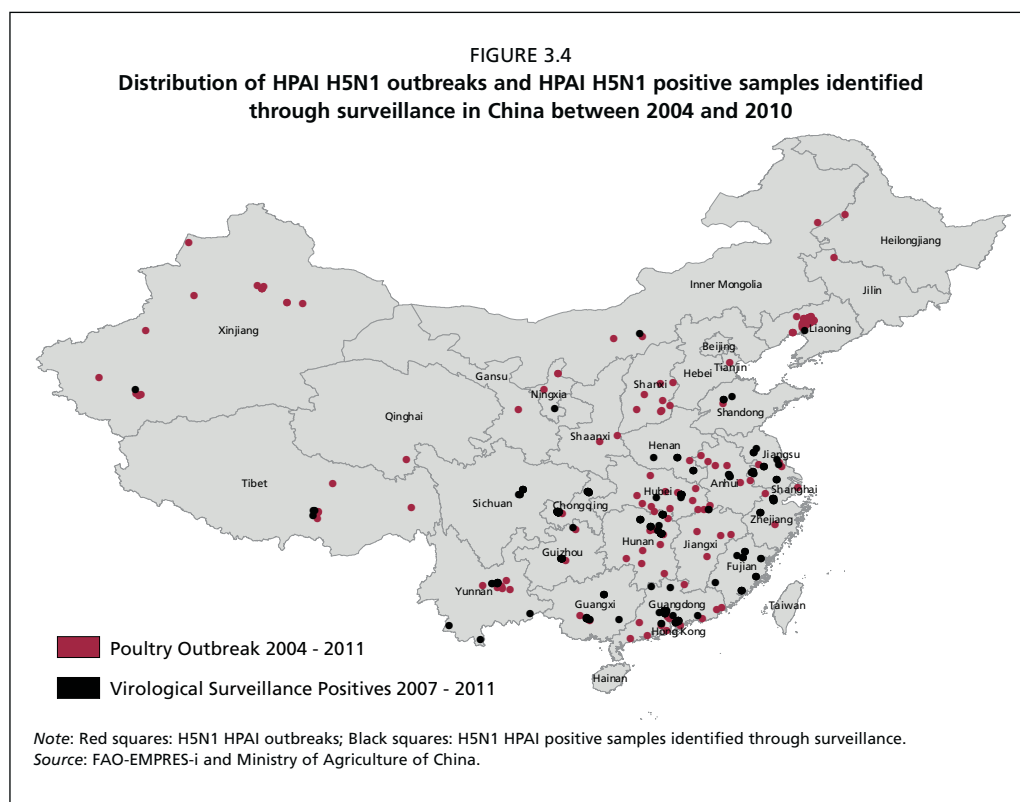 FIGURE 3.4
Distribution of HPAI H5N1 outbreaks and HPAI H5N1 positive samples identified
through surveillance in China between 2004 and 2010
Heilongjiang
Inner Mongolia
Jilin
Xinjiang
Liaoning
Beijing
Tianjin
Hebei
Gansu
Shanxi
Ningxia
Shandong
Qinghai
Shaanxi
Henan
Jiangsu
Tibet
Sichuan
Chongqing
Hubei
Anhui
Shanghai
Zhejiang
Hunan
Jiangxi
Guizhou
Fujian
Yunnan
Guangxi
Guangdong
Taiwan
Hong Kong
Hainan
Poultry Outbreak 2004 - 2011
Virological Surveillance Positives 2007 - 2011
Note: Red squares: H5N1 HPAI outbreaks; Black squares: H5N1 HPAI positive samples identified through surveillance.
Source: FAO-EMPRES-i and Ministry of Agriculture of China.